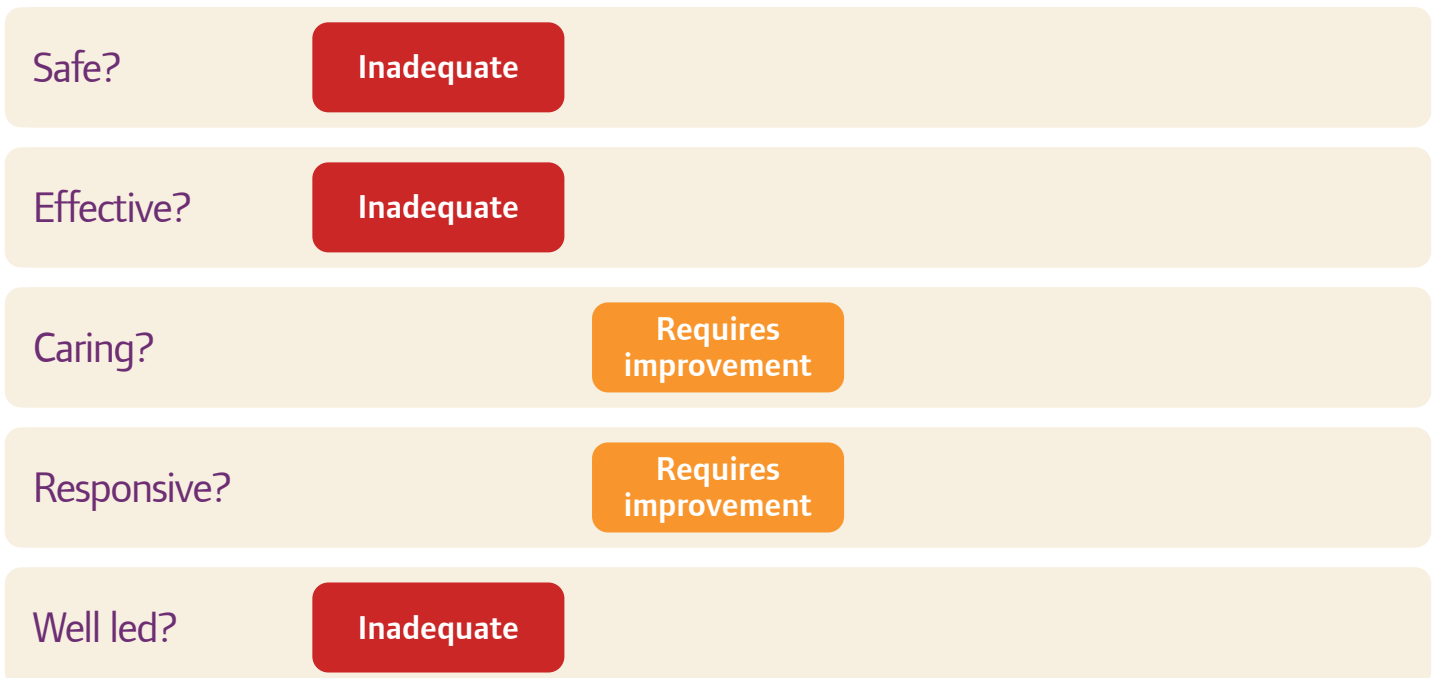 Safe?
Inadequate
Effective?
Inadequate
Caring?
Requires
improvement
Responsive?
Requires
improvement
Well led?
Inadequate